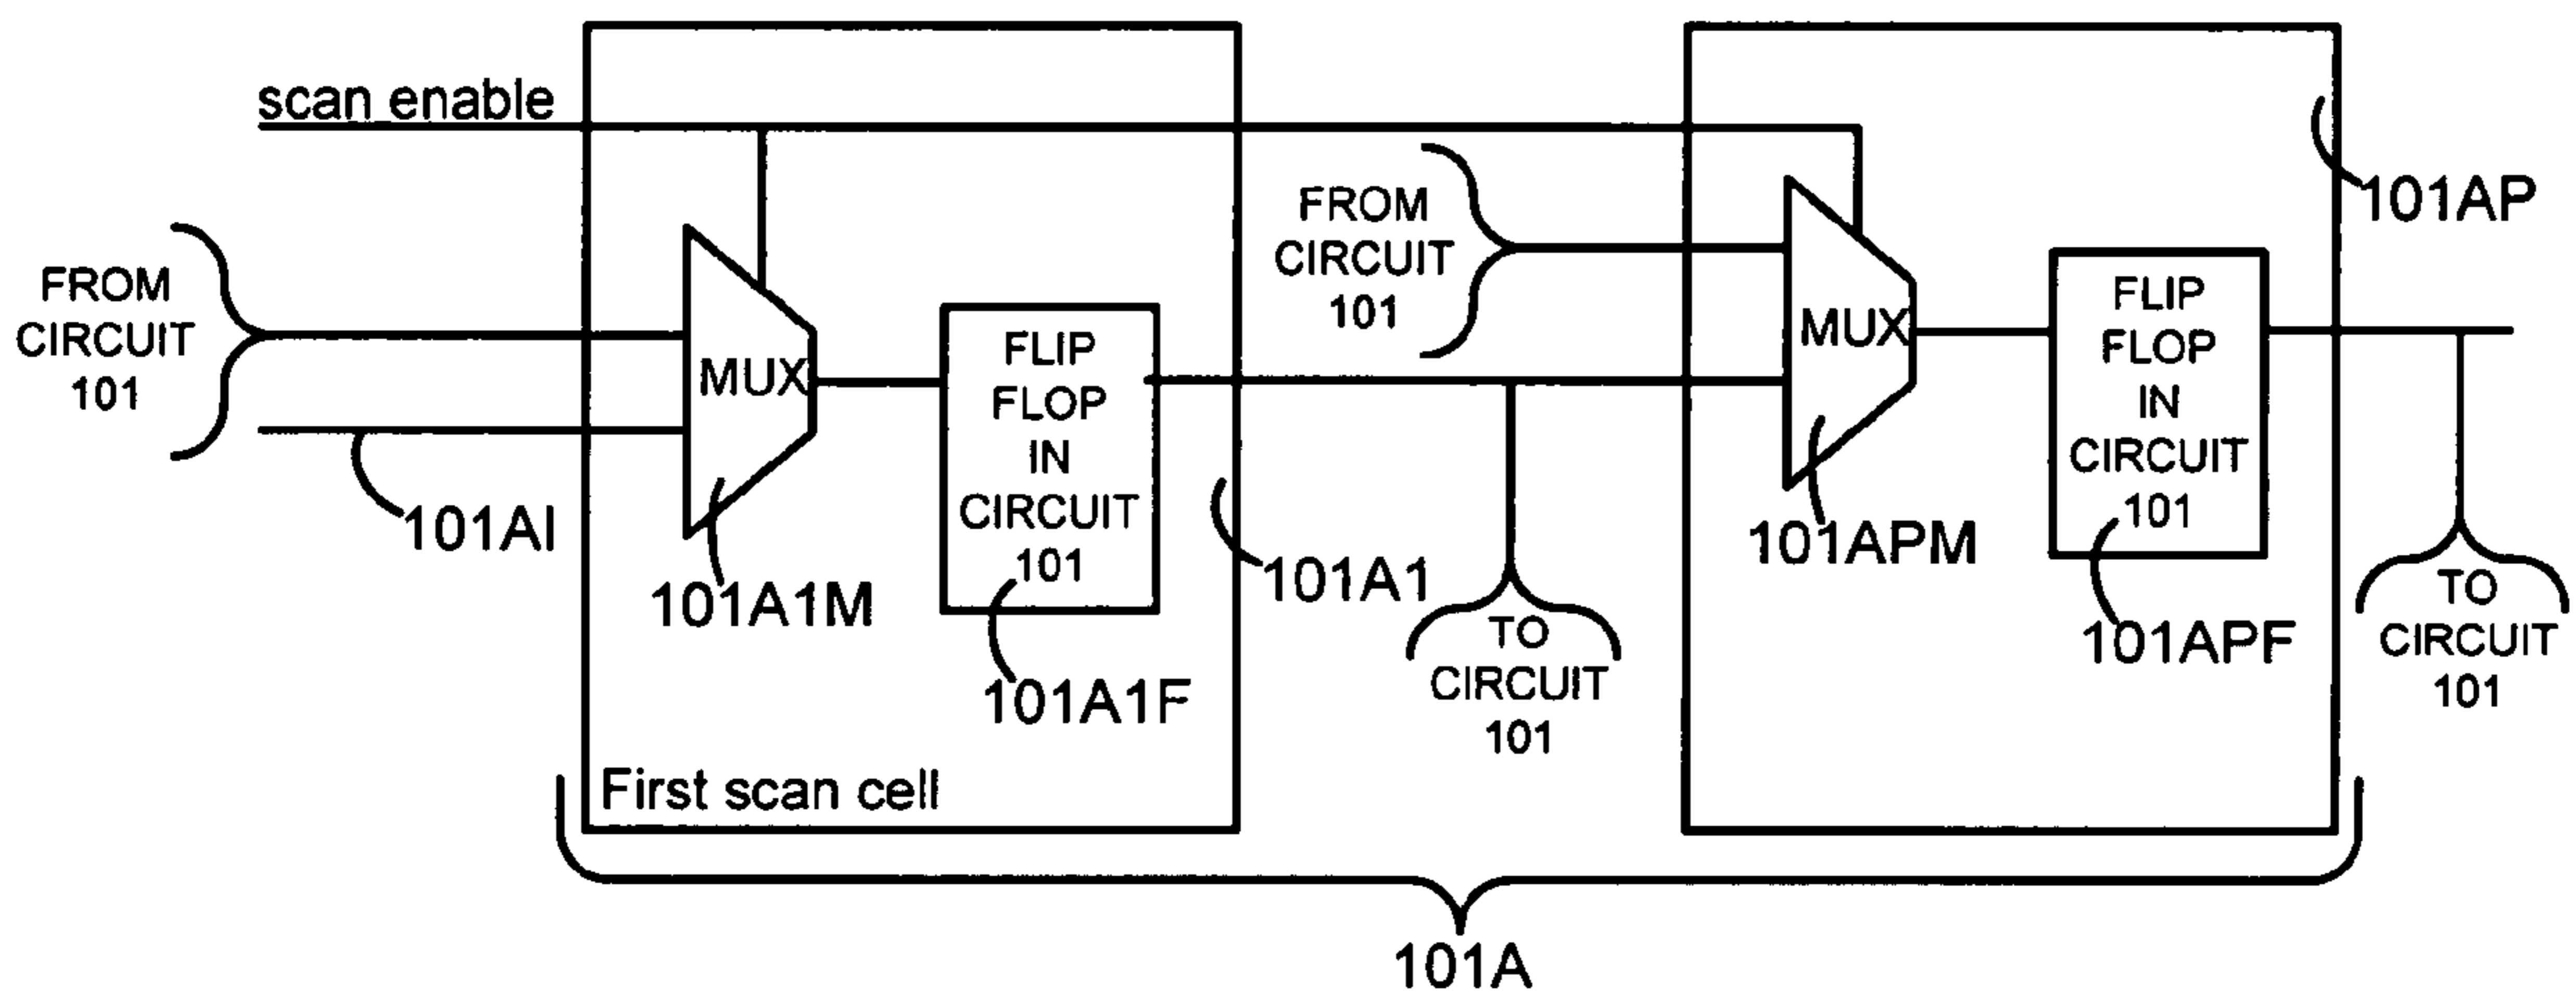 scan enable
FROM
CIRCUIT
101
101AI
MUX
101A1M
FLIP
FLOP
IN
CIRCUIT
101
101A1F
First scan cell
101A1
FROM
CIRCUIT
101
TO
CIRCUIT
101
MUX
101APM
FLIP
FLOP
IN
CIRCUIT
101
101APF
101AP
TO
CIRCUIT
101
101A